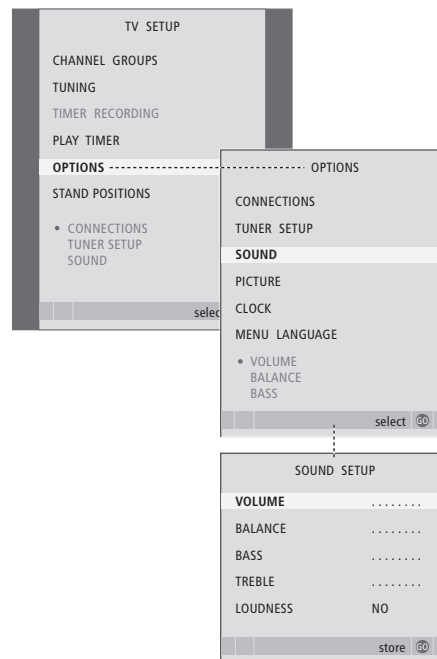 TV SETUP
CHANNEL GROUPS
TUNING
TIMER RECORDING
PLAY TIMER
OPTIONS
STAND POSITIONS
• CONNECTIONS
TUNER SETUP
SOUND
selec
OPTIONS
CONNECTIONS
TUNER SETUP
SOUND
PICTURE
CLOCK
MENU LANGUAGE
• VOLUME
BALANCE
BASS
select GO
SOUND SETUP
VOLUME ........
BALANCE ........
BASS ........
TREBLE ........
LOUDNESS NO
store GO